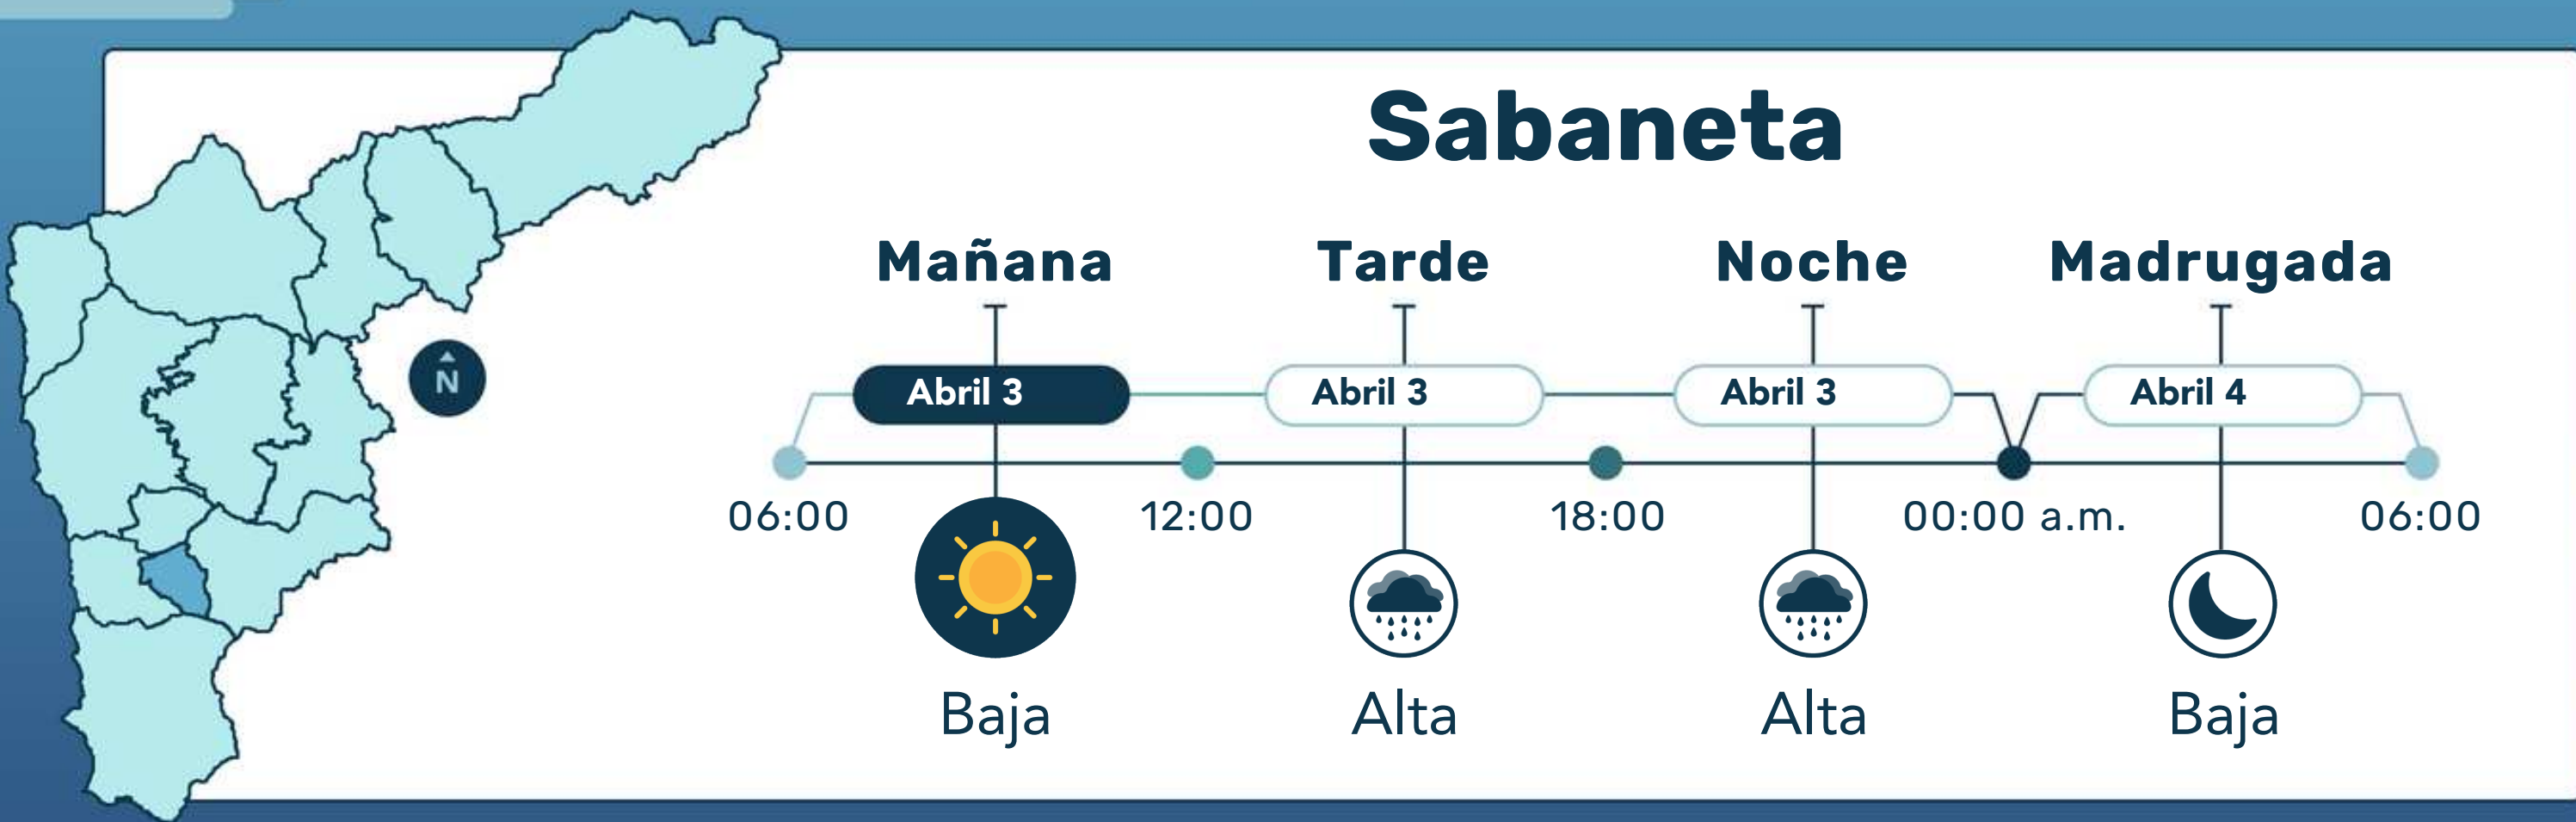 Sabaneta
Mañana Tarde Noche Madrugada
Abril 3 Abril 3 Abril 3 Abril 4
N
06:00 12:00 18:00 00:00 a.m. 06:00
Baja Alta Alta Baja